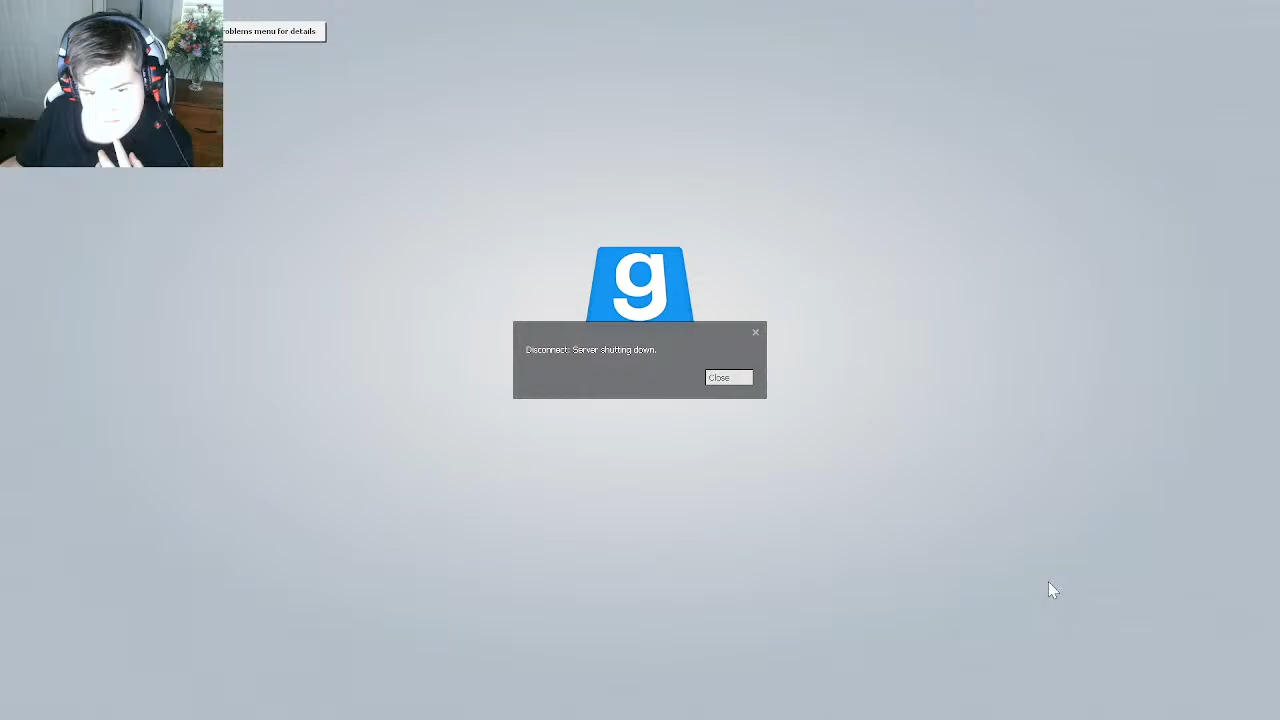 oblems menu for details
g
Disconnect: Server shutting down.
Close